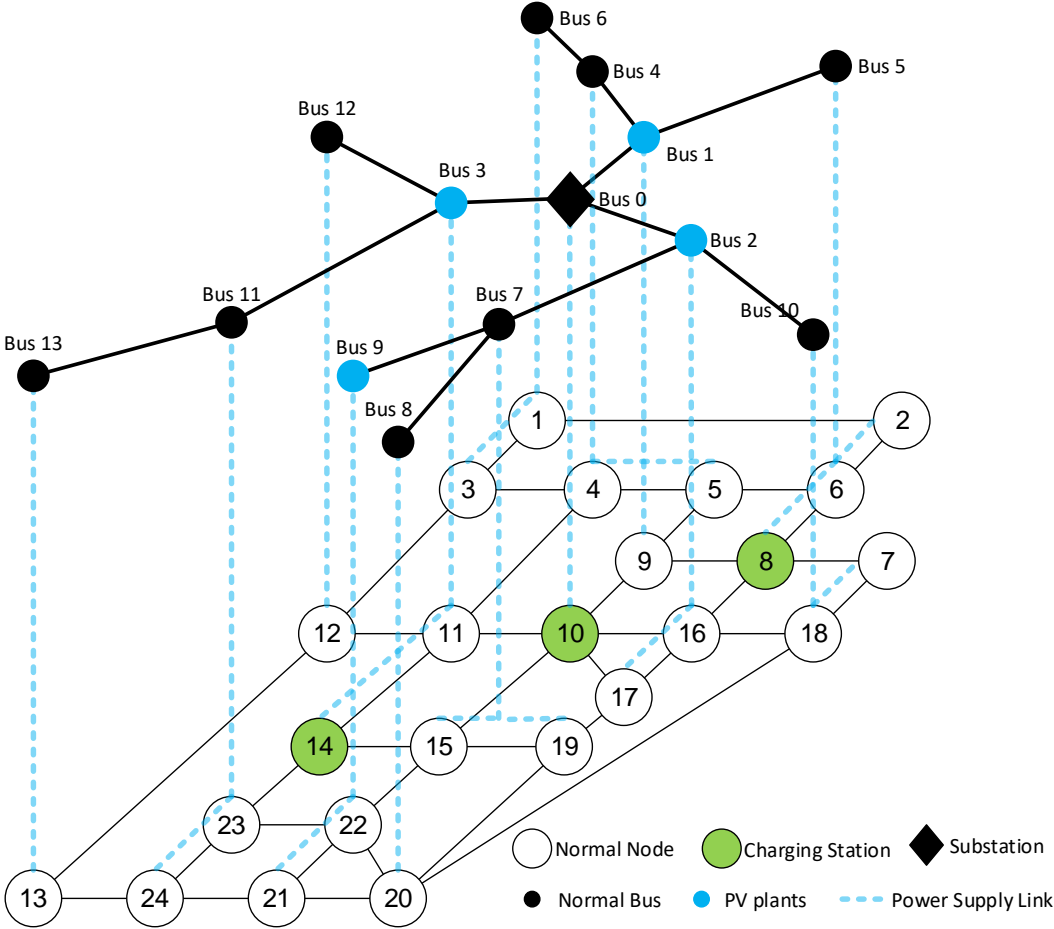 Bus 6
Bus 4
Bus 5
Bus 12
Bus 1
Bus 3
Bus 0
Bus 2
Bus 11
Bus 7
Bus 10
Bus 13
Bus 9
Bus 8
1
2
3
4
5
6
9
8
7
12
11
10
16
18
17
14
15
19
23
22
Normal Node
Charging Station
Substation
13
24
21
20
Normal Bus
PV plants
Power Supply Link